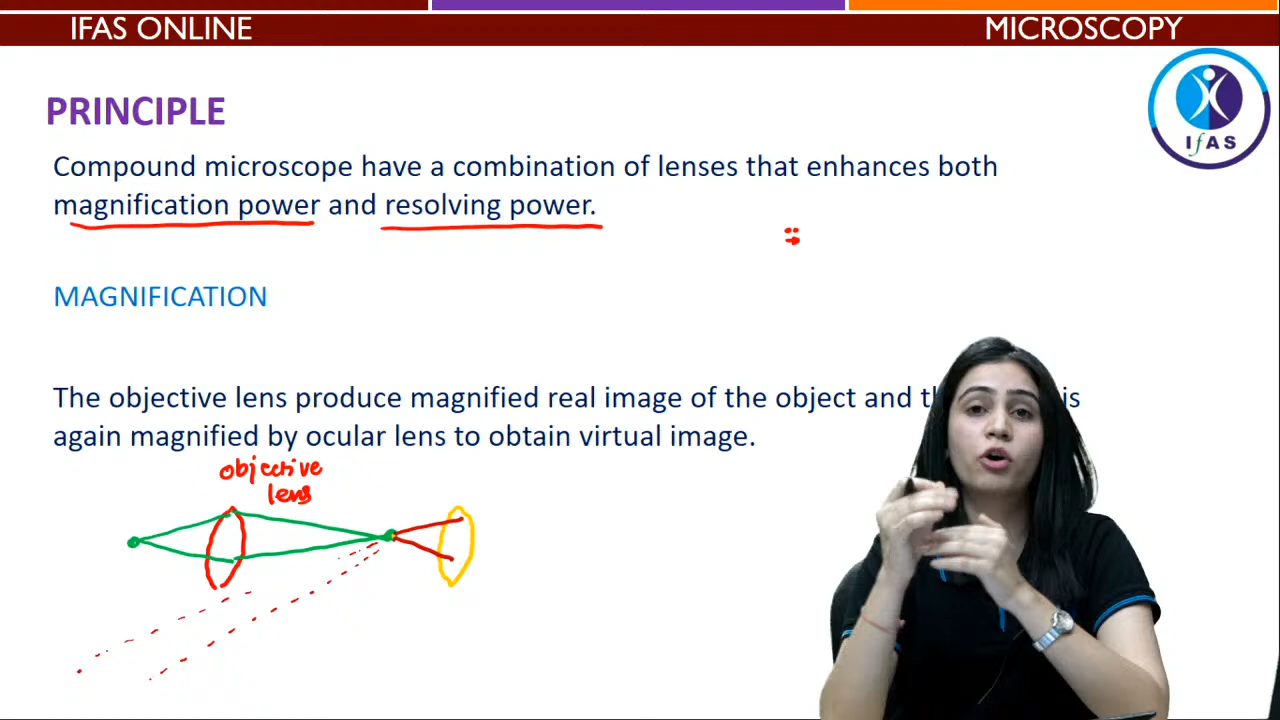 IFAS ONLINE
MICROSCOPY
IfAS
PRINCIPLE
Compound microscope have a combination of lenses that enhances both
magnification power and resolving power.
MAGNIFICATION
The objective lens produce magnified real image of the object and is
again magnified by ocular lens to obtain virtual image.
objective
lens